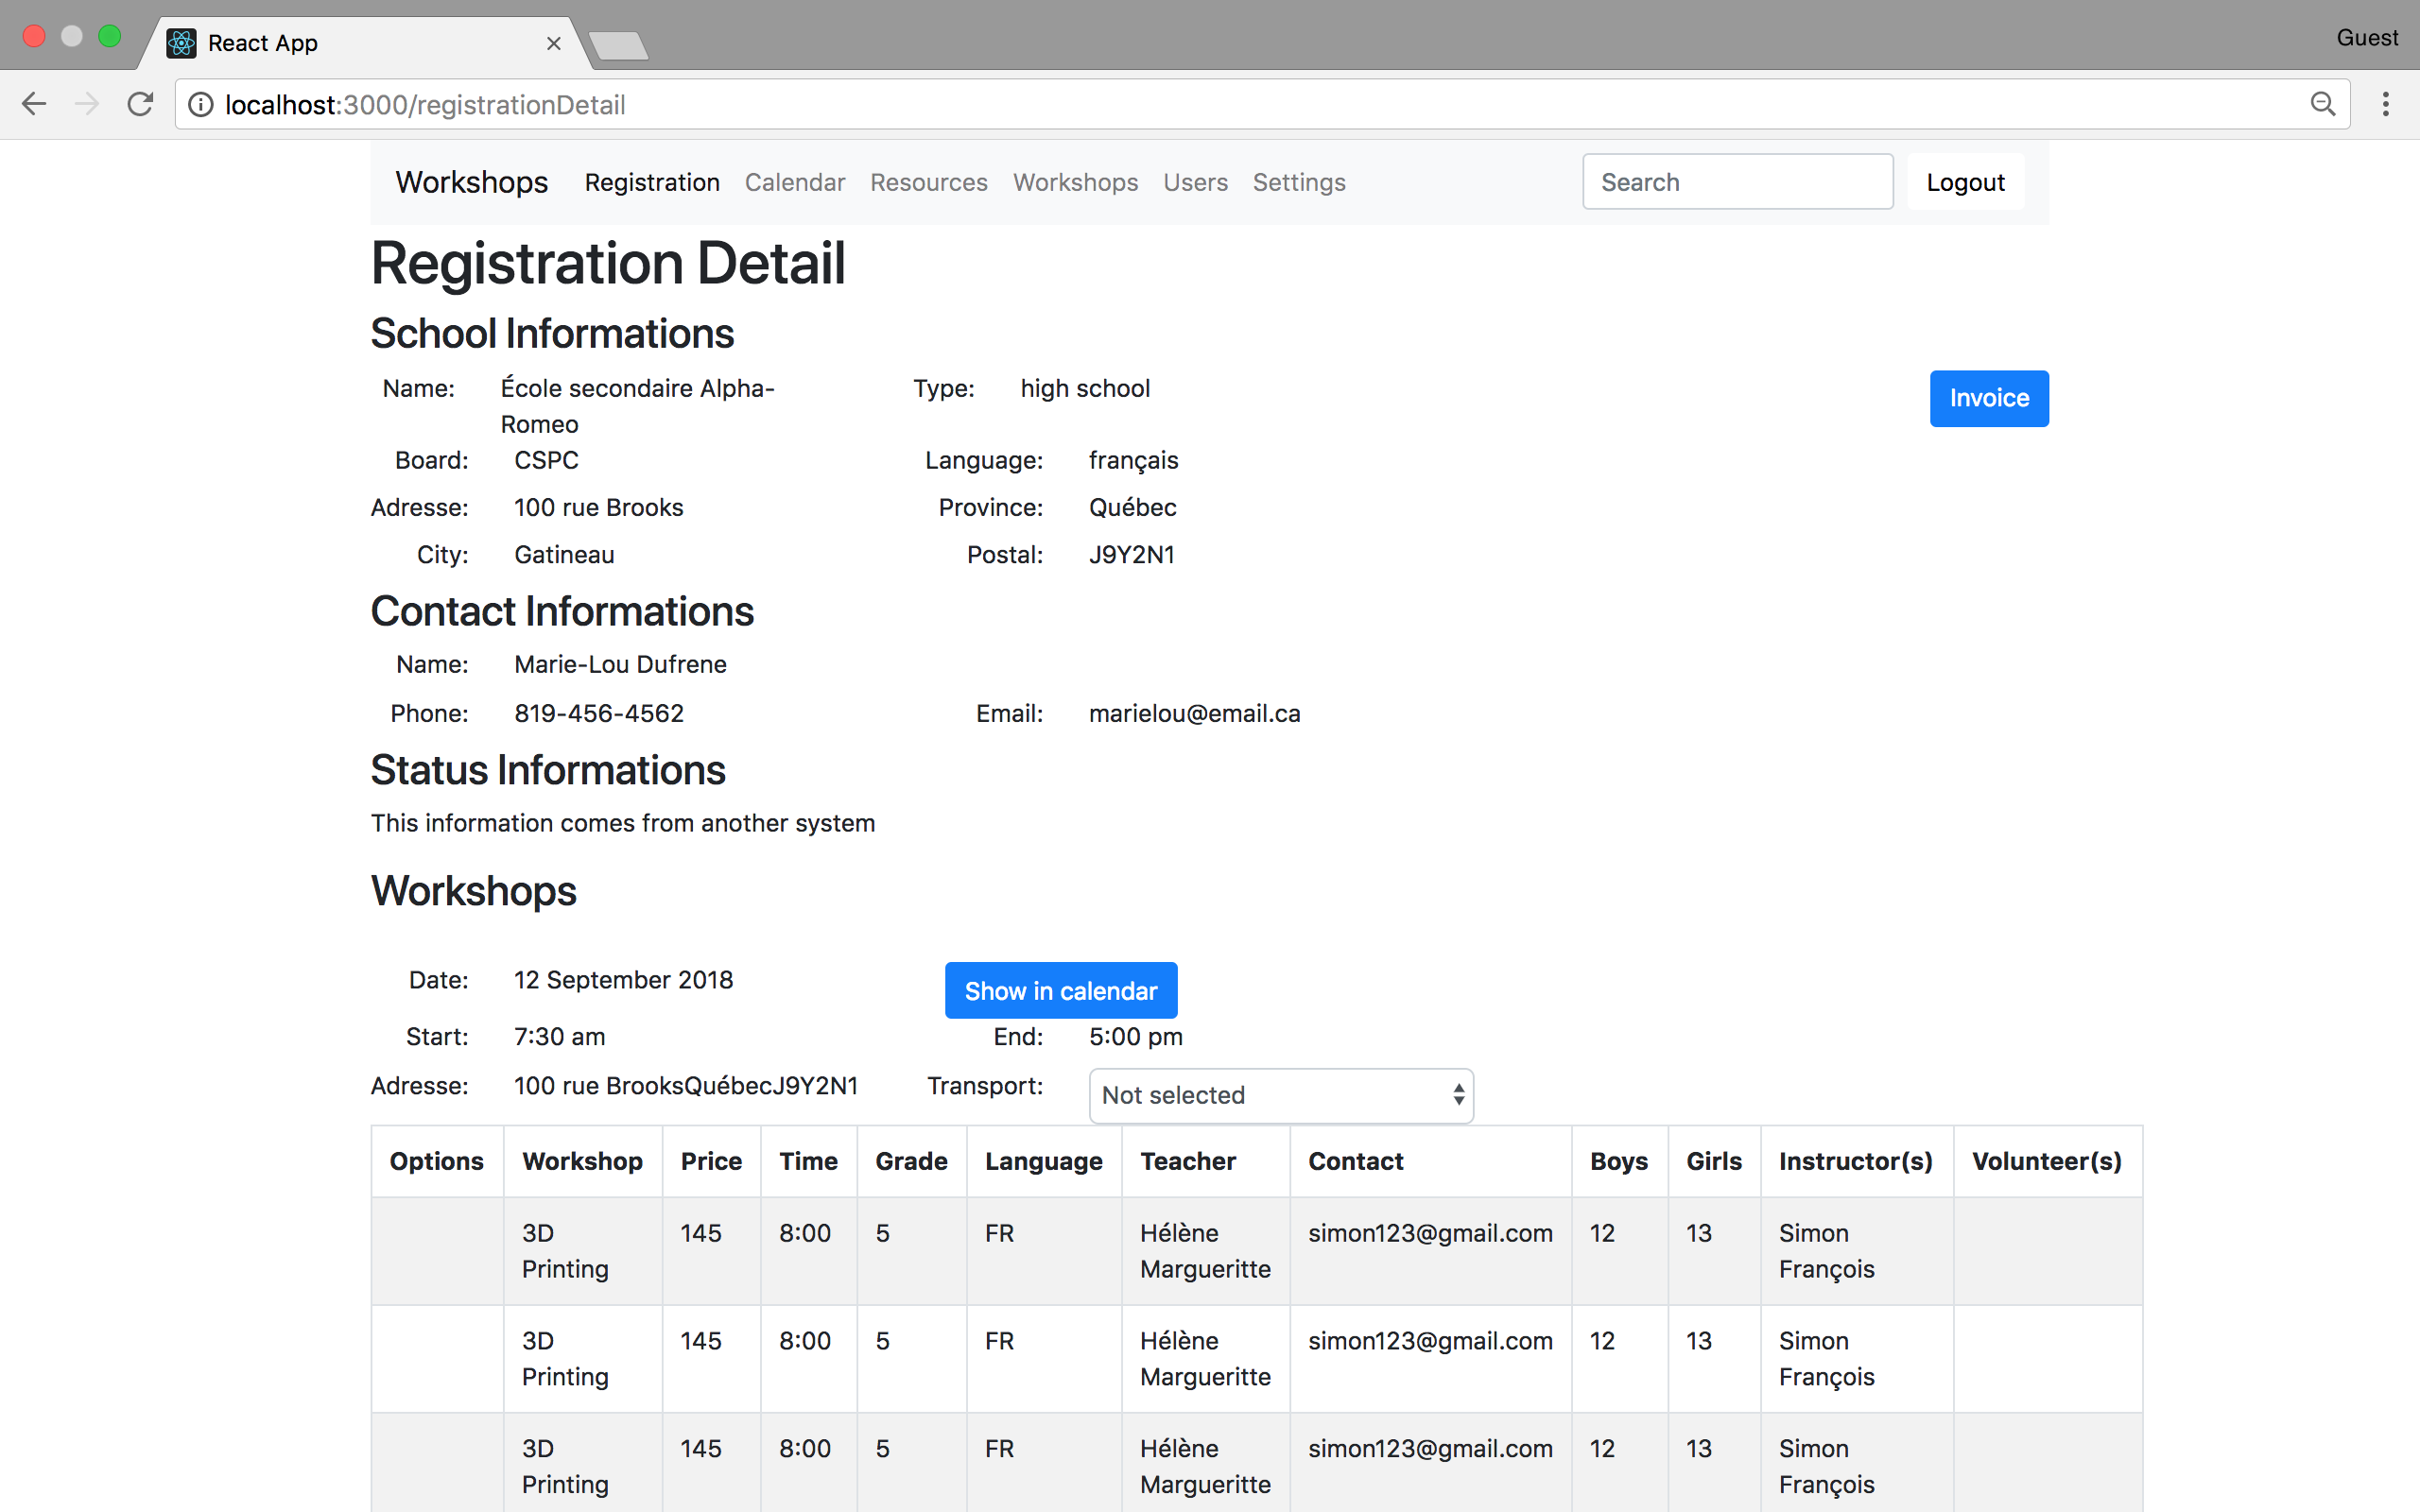 React App
Guest
localhost:3000/registrationDetail
Workshops Registration Calendar Resources Workshops Users Settings Search Logout
Registration Detail
School Informations
Name: École secondaire Alpha- Type: high school Invoice
Romeo
Board: CSPC Language: français
Adresse: 100 rue Brooks Province: Québec
City: Gatineau Postal: J9Y2N1
Contact Informations
Name: Marie-Lou Dufrene
Phone: 819-456-4562 Email: marielou@email.ca
Status Informations
This information comes from another system
Workshops
Date: 12 September 2018 Show in calendar
Start: 7:30 am End: 5:00 pm
Adresse: 100 rue BrooksQuébecJ9Y2N1 Transport: Not selected
Options Workshop Price Time Grade Language Teacher Contact Boys Girls Instructor(s) Volunteer(s)
3D 145 8:00 5 FR Hélène simon123@gmail.com 12 13 Simon
Printing Margueritte François
3D 145 8:00 5 FR Hélène simon123@gmail.com 12 13 Simon
Printing Margueritte François
3D 145 8:00 5 FR Hélène simon123@gmail.com 12 13 Simon
Printing Margueritte François